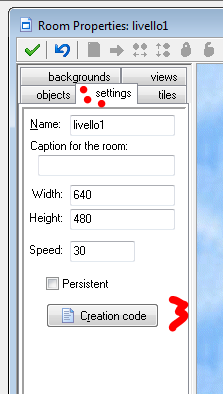 Room Properties: livello1
backgrounds views
objects settings tiles
Name: livello1
Caption for the room:
Width: 640
Height: 480
Speed: 30
Persistent
Creation code 3